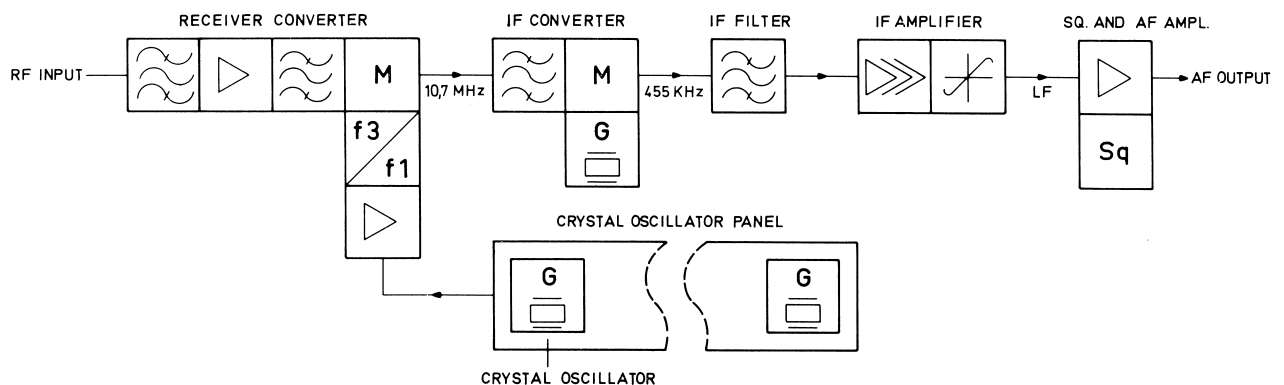 RECEIVER CONVERTER
IF CONVERTER
IF FILTER
IF AMPLIFIER
SQ. AND AF AMPL.
RF INPUT
M
10,7 MHz
M
455 KHz
LF
AF OUTPUT
f3
f1
G
Sq
CRYSTAL OSCILLATOR PANEL
G
G
CRYSTAL OSCILLATOR